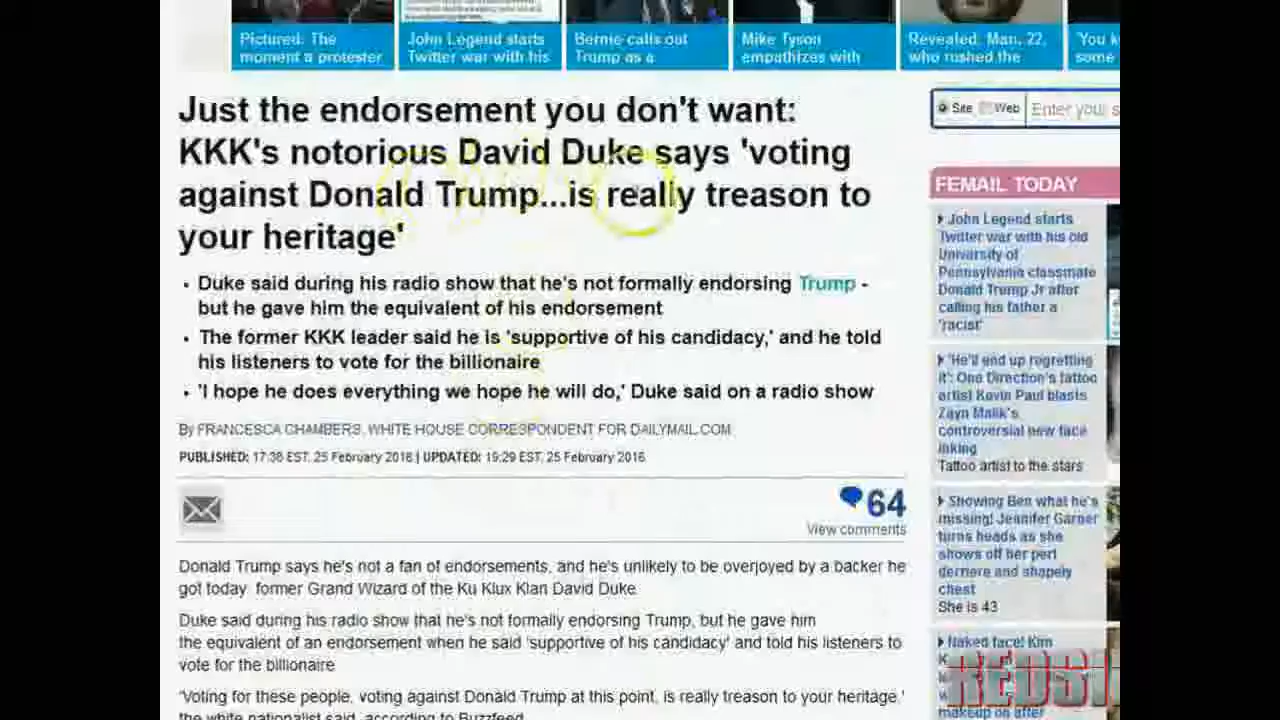 Pictured: The
moment a protester
John Legend starts
Twitter war with his
Bernie calls out
Trump as a
Mike Tyson
empathizes with
Revealed: Man, 22,
who rushed the
'You k
some
Just the endorsement you don't want:
KKK's notorious David Duke says 'voting
against Donald Trump...is really treason to
your heritage'
Duke said during his radio show that he's not formally endorsing Trump -
but he gave him the equivalent of his endorsement
The former KKK leader said he is 'supportive of his candidacy,' and he told
his listeners to vote for the billionaire
'I hope he does everything we hope he will do,' Duke said on a radio show
By FRANCESCA CHAMBERS, WHITE HOUSE CORRESPONDENT FOR DAILYMAIL.COM
PUBLISHED: 17:38 EST, 25 February 2016 | UPDATED: 19:29 EST, 25 February 2016
64
View comments
Donald Trump says he's not a fan of endorsements, and he's unlikely to be overjoyed by a backer he
got today former Grand Wizard of the Ku Klux Klan David Duke.
Duke said during his radio show that he's not formally endorsing Trump, but he gave him
the equivalent of an endorsement when he said 'supportive of his candidacy' and told his listeners to
vote for the billionaire
'Voting for these people, voting against Donald Trump at this point, is really treason to your heritage,'
the white nationalist said, according to Buzzfeed.
Site Web Enter your s
FEMAIL TODAY
John Legend starts
Twitter war with his old
University of
Pennsylvania classmate
Donald Trump Jr after
calling his father a
'racist'
'He'll end up regretting
it': One Direction's tattoo
artist Kevin Paul blasts
Zayn Malik's
controversial new face
inking
Tattoo artist to the stars
Showing Ben what he's
missing! Jennifer Garner
turns heads as she
shows off her pert
derriere and shapely
chest
She is 43
Naked face! Kim
makeup on after
REDSI